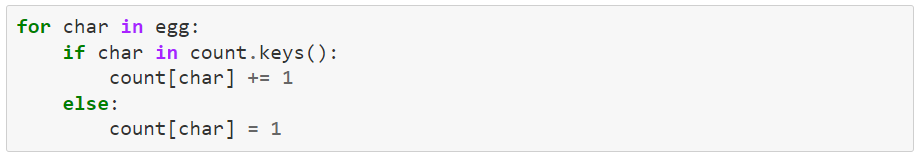 for char in egg:
    if char in count.keys():
        count[char] += 1
    else:
        count[char] = 1